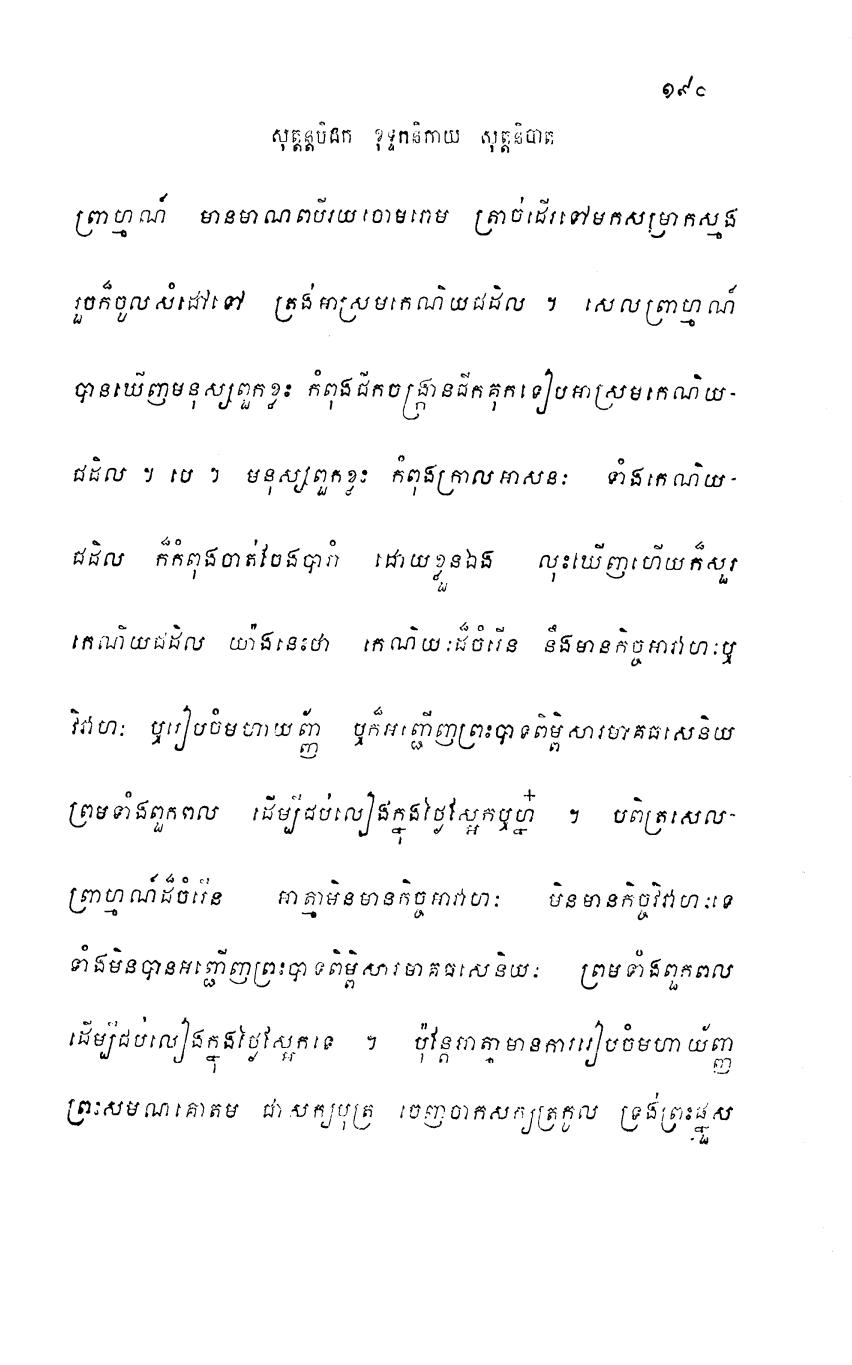 ១៩០
សុត្តន្តបិដក ខុទ្ទកនិកាយ សុត្តនិបាត
ព្រាហ្មណ៍ មានមាណពបីរយចោមរោម ត្រាច់ដើរទៅមកសម្រាកស្មង
រួចក៏ចូលសំដៅទៅ ត្រង់អាស្រមកេណិយជដិល ។ សេលព្រាហ្មណ៍
បានឃើញមនុស្សពួកខ្លះ កំពុងជីកចង្ក្រានជីកគុកទៀបអាស្រមកេណិយ-
ជដិល ។ បេ ។ មនុស្សពួកខ្លះ កំពុងក្រាលអាសនៈ ទាំងកេណិយ-
ជដិល ក៏កំពុងចាត់ចែងបារាំ ដោយខ្លួនឯង លុះឃើញហើយក៏សួរ
កេណិយជដិល យ៉ាងនេះថា កេណិយៈដ៏ចំរើន នឹងមានកិច្ចអាវាហៈឬ
វិវាហៈ ឬរៀបចំមហាយញ្ញ័ ឬក៏អញ្ជើញព្រះបាទពិម្ពិសារមាគធសេនិយ
ព្រមទាំងពួកពល ដើម្បីជប់លៀងក្នុងថ្ងៃស្អែកឬហ្ន៎ ។ បពិត្រសេល-
ព្រាហ្មណ៍ដ៏ចំរើន អាត្មាមិនមានកិច្ចអាវាហៈ មិនមានកិច្ចវិវាហៈទេ
ទាំងមិនបានអញ្ជើញព្រះបាទពិម្ពិសារមាគធសេនិយៈ ព្រមទាំងពួកពល
ដើម្បីជប់លៀងក្នុងថ្ងៃស្អែកទេ ។ ប៉ុន្តែអាត្មាមានការរៀបចំមហាយ័ញ្ញ
ព្រះសមណគោតម ជាសក្យបុត្រ ចេញចាកសក្យត្រកូល ទ្រង់ព្រះផ្នួស